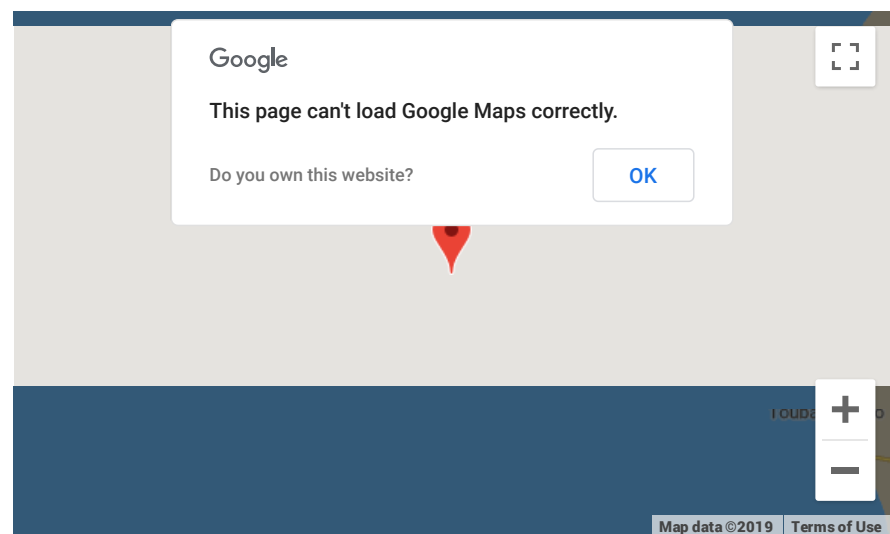 Google
This page can't load Google Maps correctly.
Do you own this website?
OK
Map data ©2019
Terms of Use